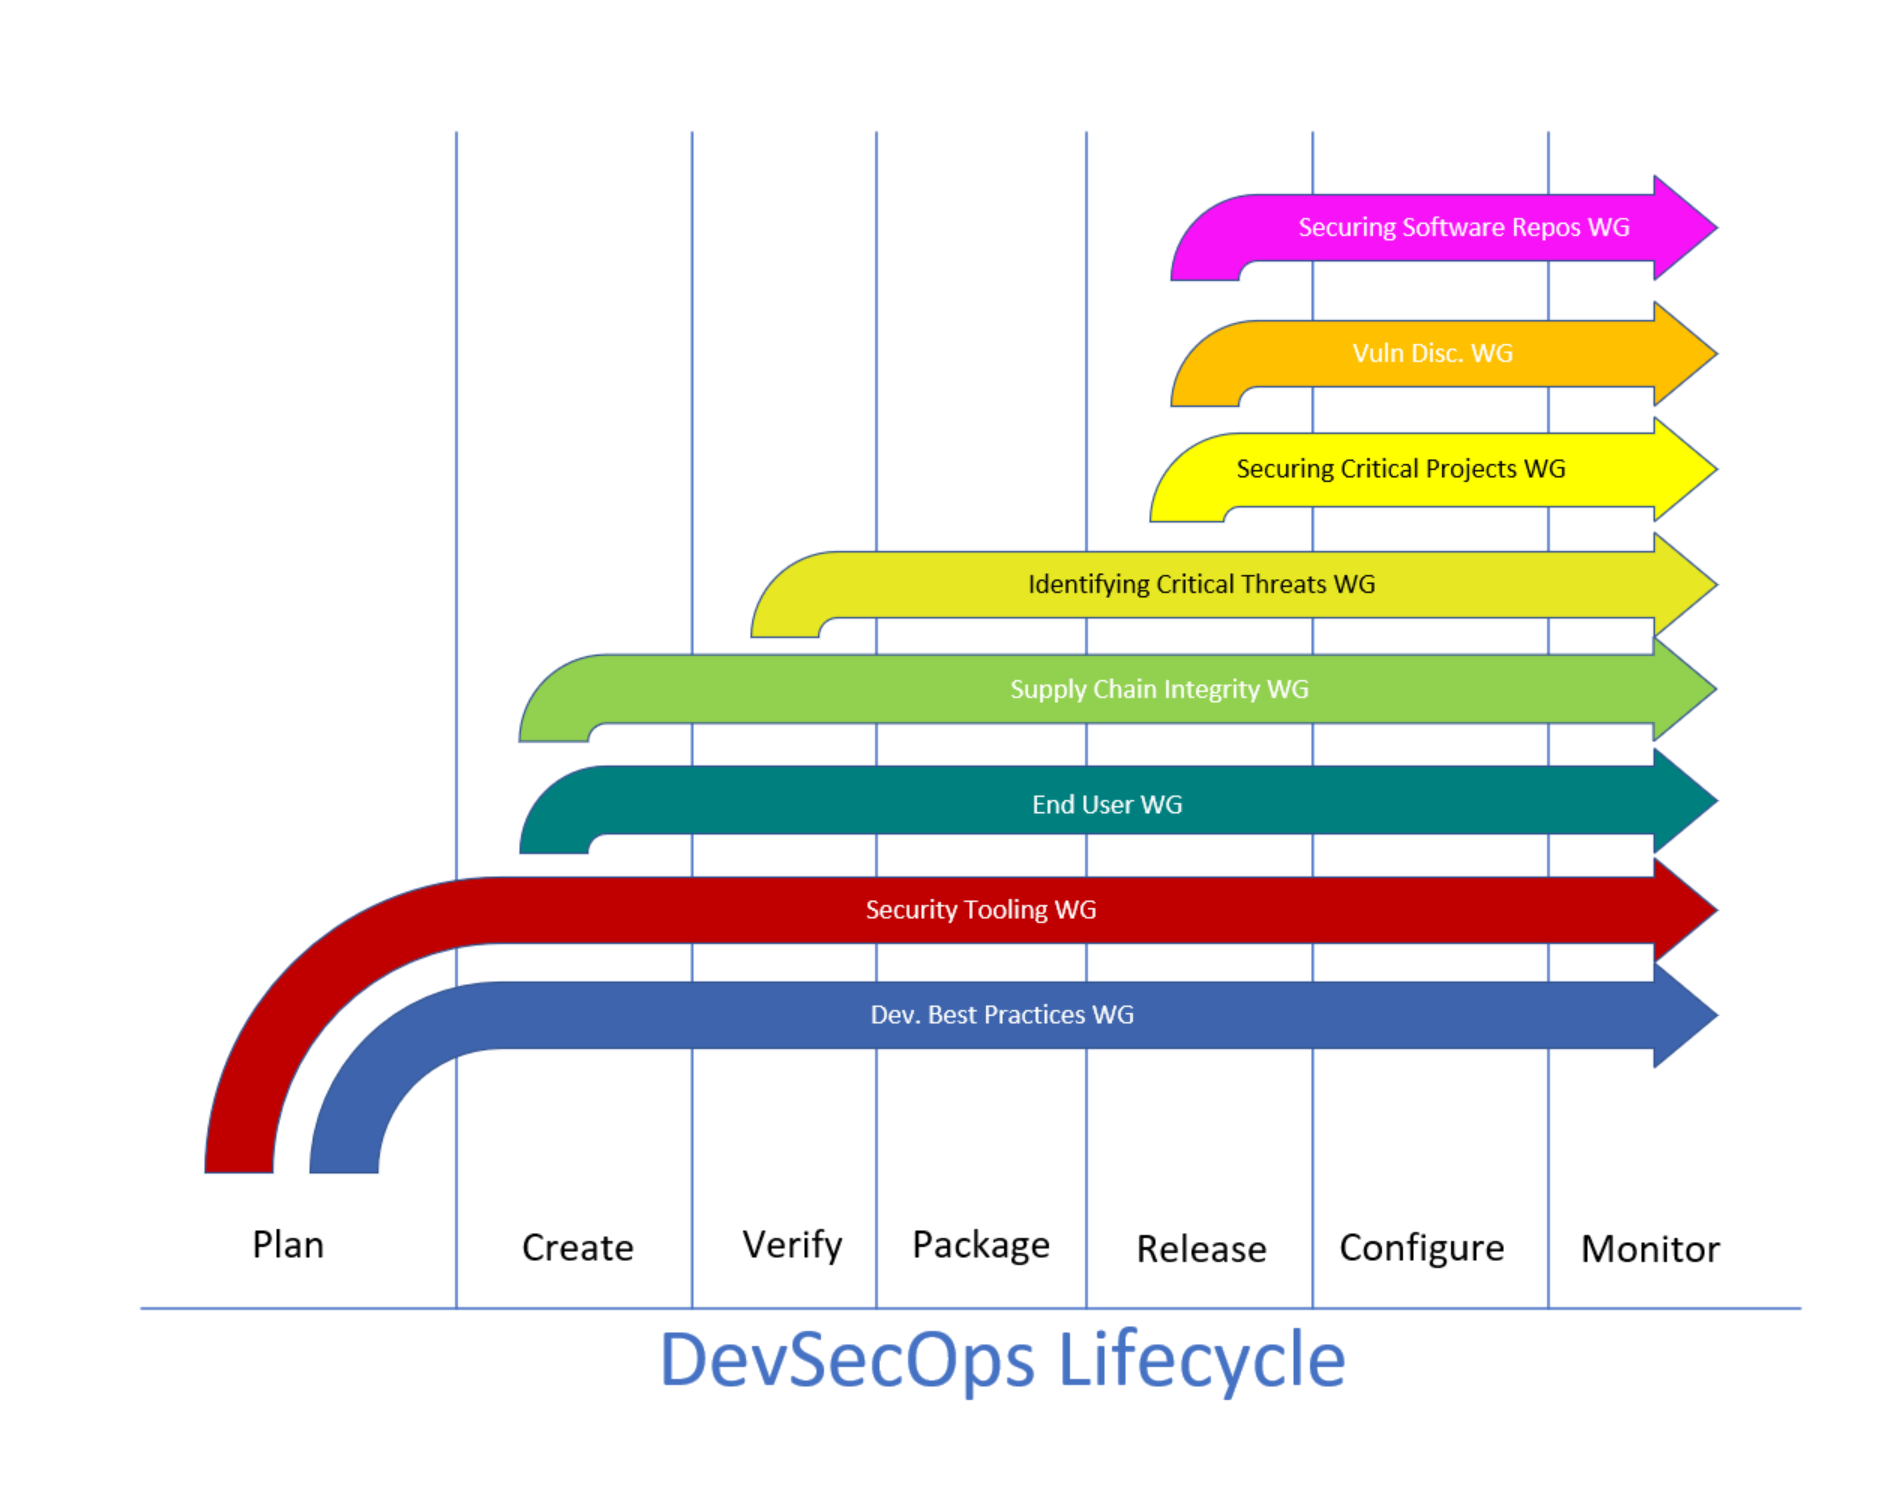 Securing Software Repos WG
Vuln Disc. WG
Securing Critical Projects WG
Identifying Critical Threats WG
Supply Chain Integrity WG
End User WG
Security Tooling WG
Dev. Best Practices WG
Plan
Create
Verify
Package
Release
Configure
Monitor
DevSecOps Lifecycle